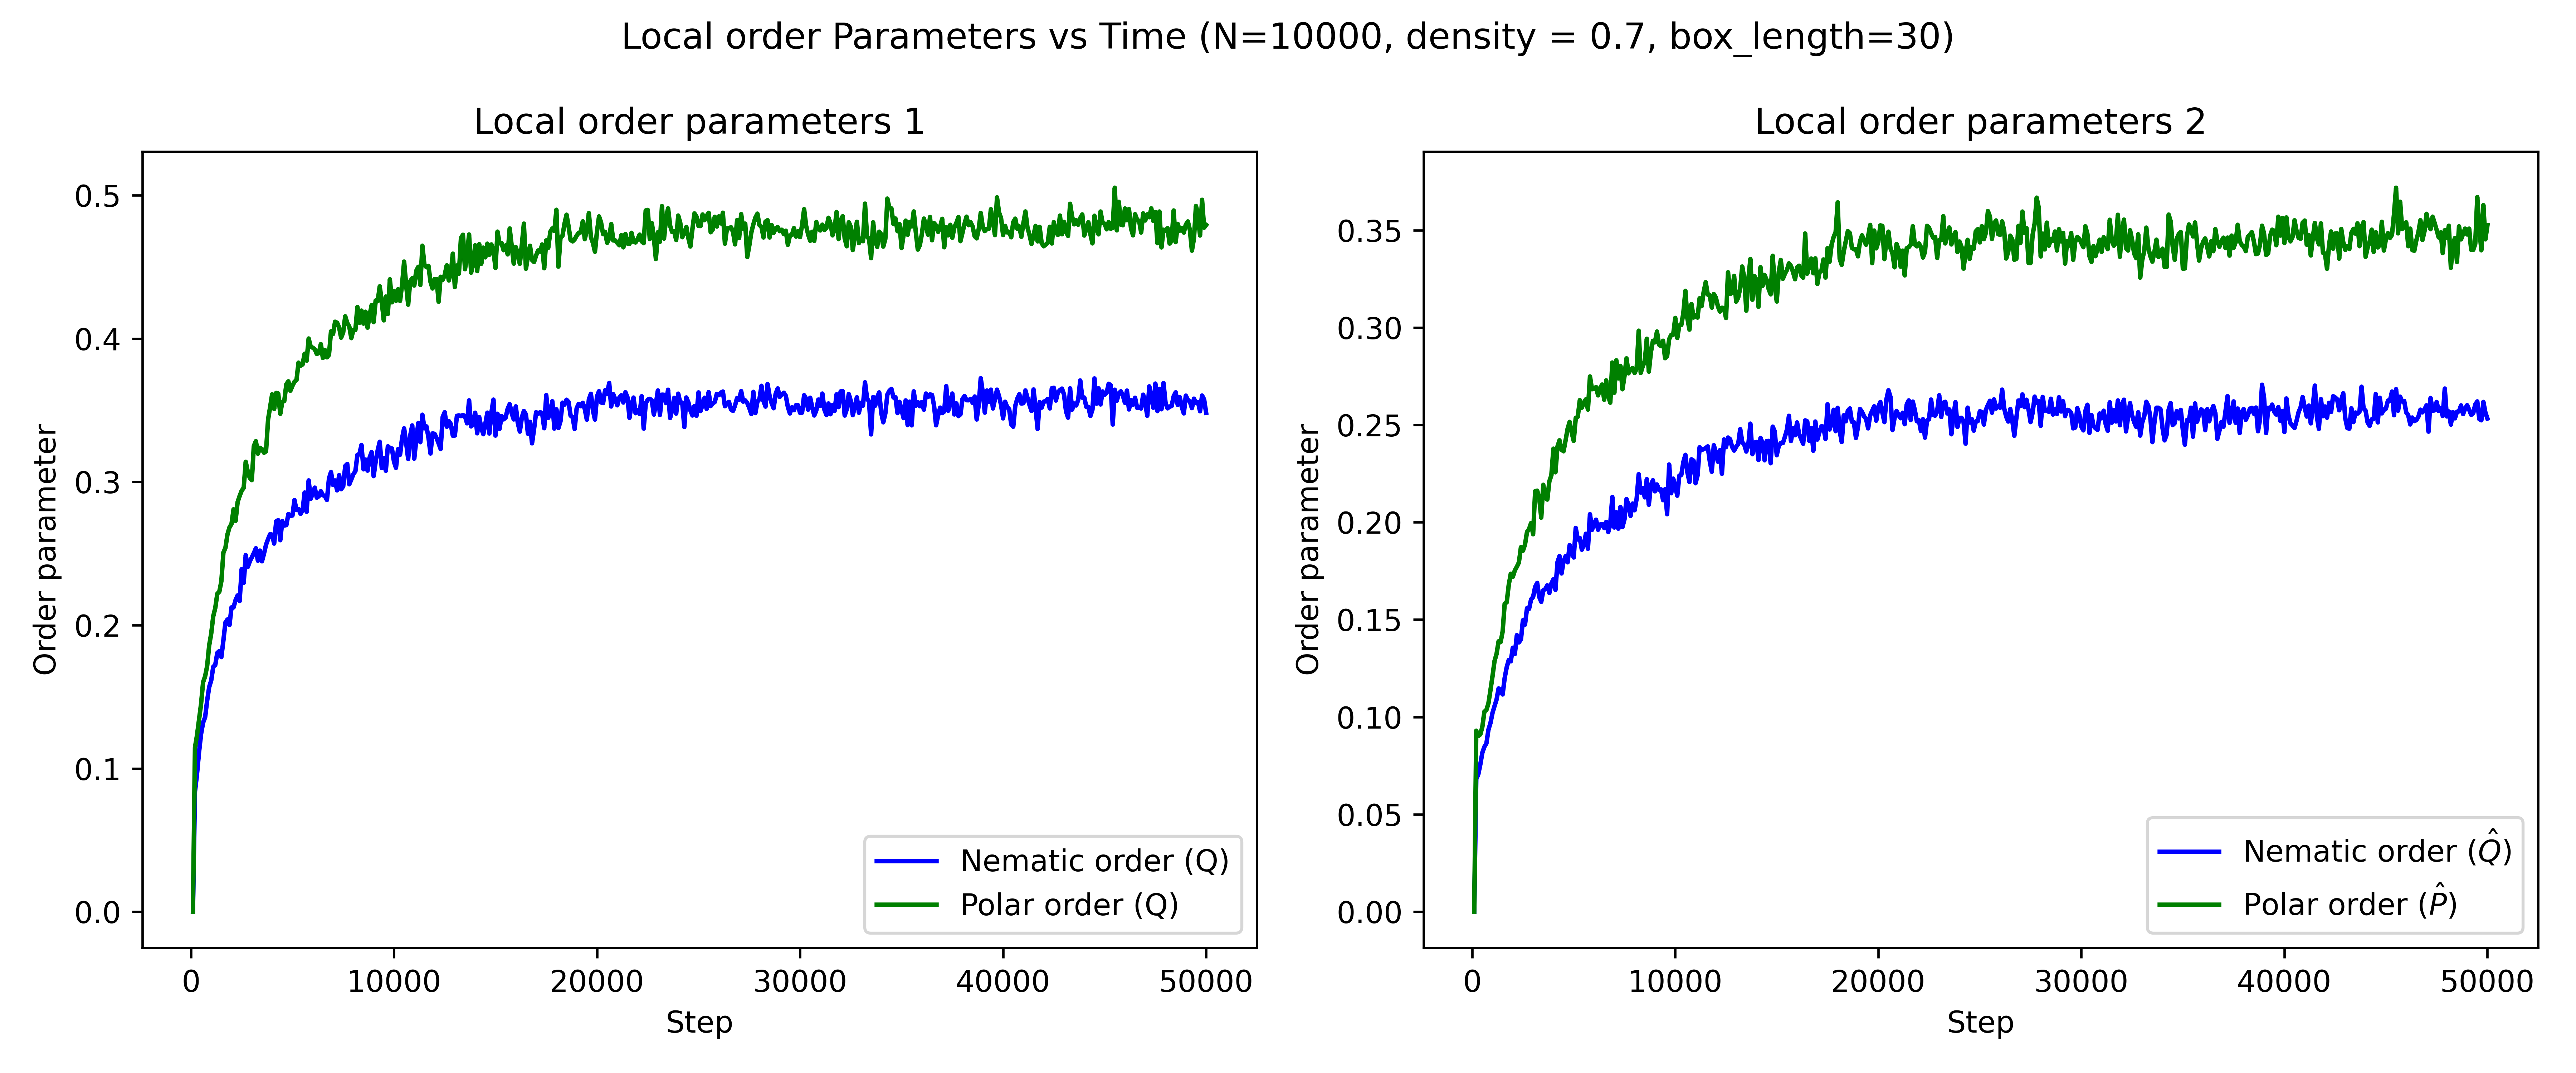 Local order Parameters vs Time (N=10000, density = 0.7, box_length=30)
Local order parameters 1
Order parameter
0.5
0.4
0.3
0.2
0.1
0.0
Nematic order (Q)
Polar order (Q)
0 10000 20000 30000 40000 50000
Step
Local order parameters 2
Order parameter
0.35
0.30
0.25
0.20
0.15
0.10
0.05
0.00
Nematic order (Q̂)
Polar order (P̂)
0 10000 20000 30000 40000 50000
Step